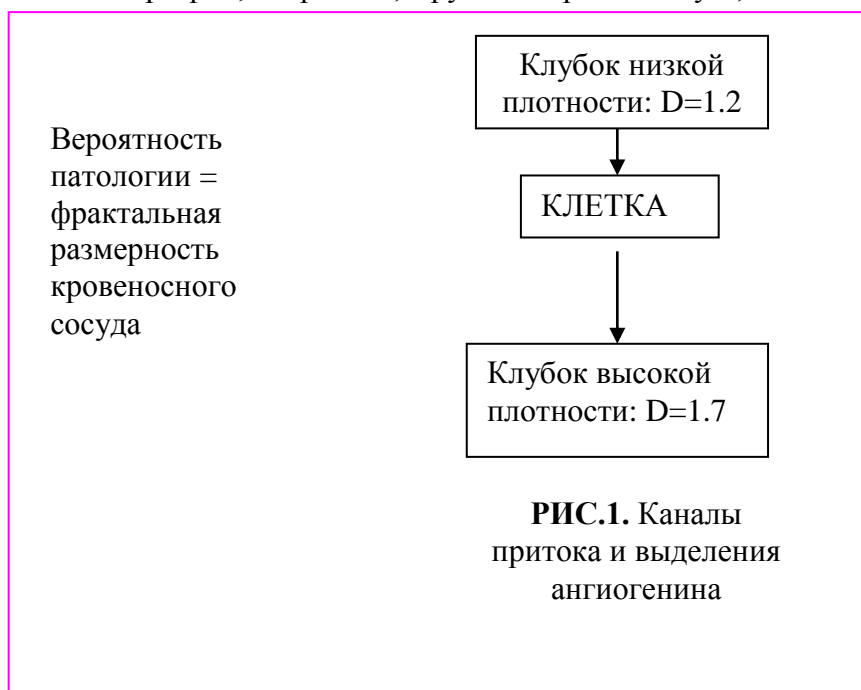 Клубок низкой
плотности: D=1.2
Вероятность
патологии =
фрактальная
размерность
кровеносного
сосуда
КЛЕТКА
Клубок высокой
плотности: D=1.7
РИС.1. Каналы
притока и выделения
ангиогенина